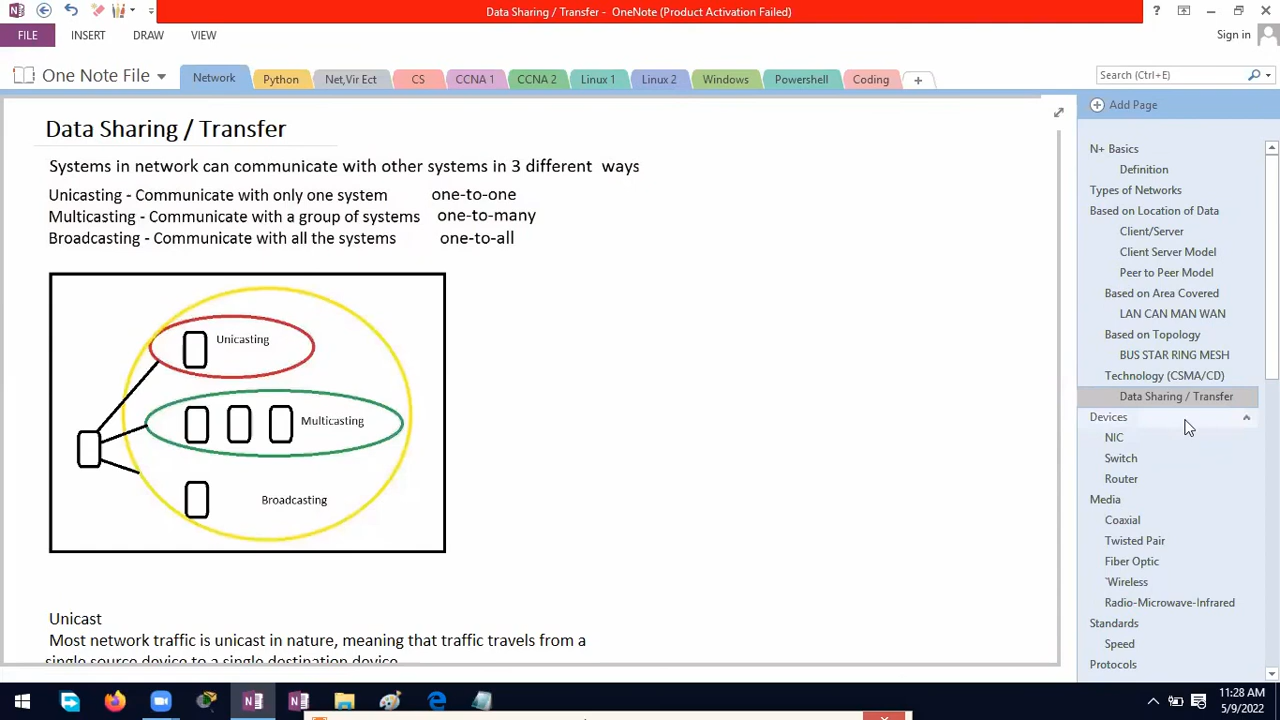 Data Sharing / Transfer - OneNote (Product Activation Failed)
?
FILE INSERT DRAW VIEW
Sign in
One Note File
Network Python Net,Vir Ect CS CCNA 1 CCNA 2 Linux 1 Linux 2 Windows Powershell Coding +
Search (Ctrl+E)
Data Sharing / Transfer
Systems in network can communicate with other systems in 3 different ways
Unicasting - Communicate with only one system one-to-one
Multicasting - Communicate with a group of systems one-to-many
Broadcasting - Communicate with all the systems one-to-all
Unicasting
Multicasting
Broadcasting
Unicast
Most network traffic is unicast in nature, meaning that traffic travels from a
single source device to a single destination device
Add Page
N+ Basics
Definition
Types of Networks
Based on Location of Data
Client/Server
Client Server Model
Peer to Peer Model
Based on Area Covered
LAN CAN MAN WAN
Based on Topology
BUS STAR RING MESH
Technology (CSMA/CD)
Data Sharing / Transfer
Devices
NIC
Switch
Router
Media
Coaxial
Twisted Pair
Fiber Optic
`Wireless
Radio-Microwave-Infrared
Standards
Speed
Protocols
11:28 AM
5/9/2022